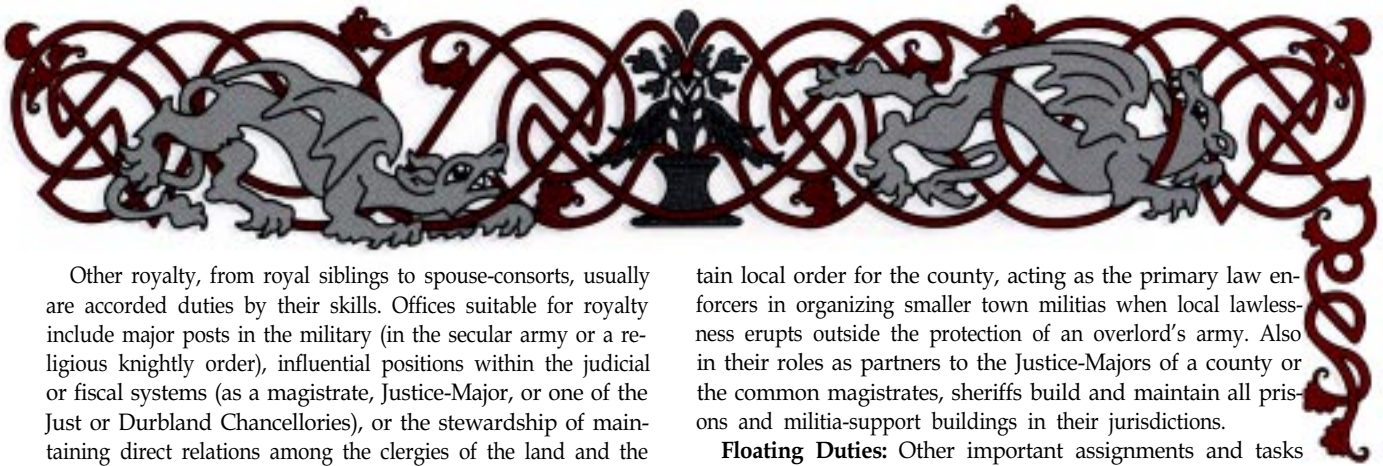 Other royalty, from royal siblings to spouse-consorts, usually
are accorded duties by their skills. Offices suitable for royalty
include major posts in the military (in the secular army or a re-
ligious knightly order), influential positions within the judicial
or fiscal systems (as a magistrate, Justice-Major, or one of the
Just or Durbland Chancellories), or the stewardship of main-
taining direct relations among the clergies of the land and the
tain local order for the county, acting as the primary law en-
forcers in organizing smaller town militias when local lawless-
ness erupts outside the protection of an overlord's army. Also
in their roles as partners to the Justice-Majors of a county or
the common magistrates, sheriffs build and maintain all pris-
ons and militia-support buildings in their jurisdictions.
Floating Duties: Other important assignments and tasks